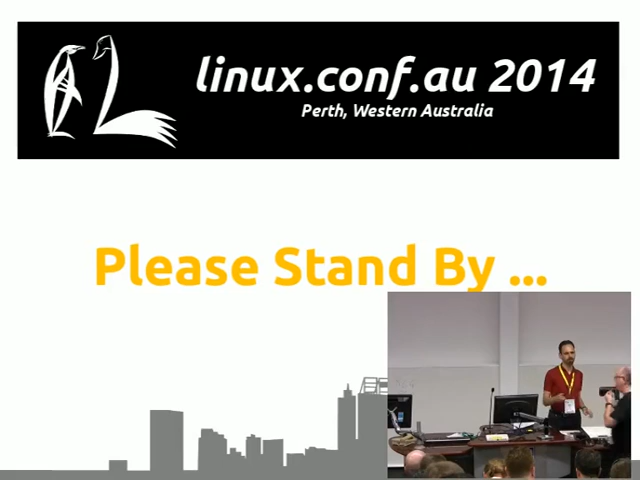 linux.conf.au 2014
Perth, Western Australia
Please Stand By ...